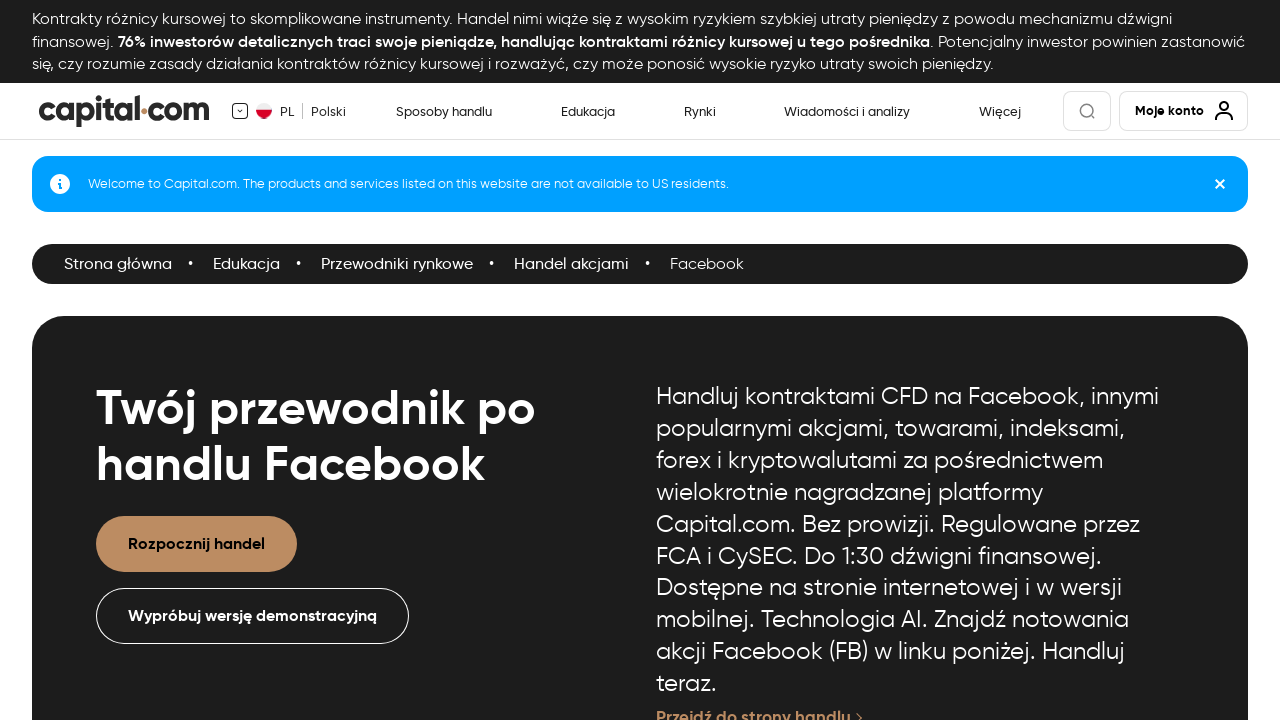 Kontrakty różnicy kursowej to skomplikowane instrumenty. Handel nimi wiąże się z wysokim ryzykiem szybkiej utraty pieniędzy z powodu mechanizmu dźwigni
finansowej. 76% inwestorów detalicznych traci swoje pieniądze, handlując kontraktami różnicy kursowej u tego pośrednika. Potencjalny inwestor powinien zastanowić
się, czy rozumie zasady działania kontraktów różnicy kursowej i rozważyć, czy może ponosić wysokie ryzyko utraty swoich pieniędzy.
capital.com PL Polski Sposoby handlu Edukacja Rynki Wiadomości i analizy Więcej Moje konto
Welcome to Capital.com. The products and services listed on this website are not available to US residents.
Strona główna • Edukacja • Przewodniki rynkowe • Handel akcjami • Facebook
Twój przewodnik po
handlu Facebook
Rozpocznij handel
Wypróbuj wersję demonstracyjną
Handluj kontraktami CFD na Facebook, innymi
popularnymi akcjami, towarami, indeksami,
forex i kryptowalutami za pośrednictwem
wielokrotnie nagradzanej platformy
Capital.com. Bez prowizji. Regulowane przez
FCA i CySEC. Do 1:30 dźwigni finansowej.
Dostępne na stronie internetowej i w wersji
mobilnej. Technologia AI. Znajdź notowania
akcji Facebook (FB) w linku poniżej. Handluj
teraz.
Przejdź do strony handlu